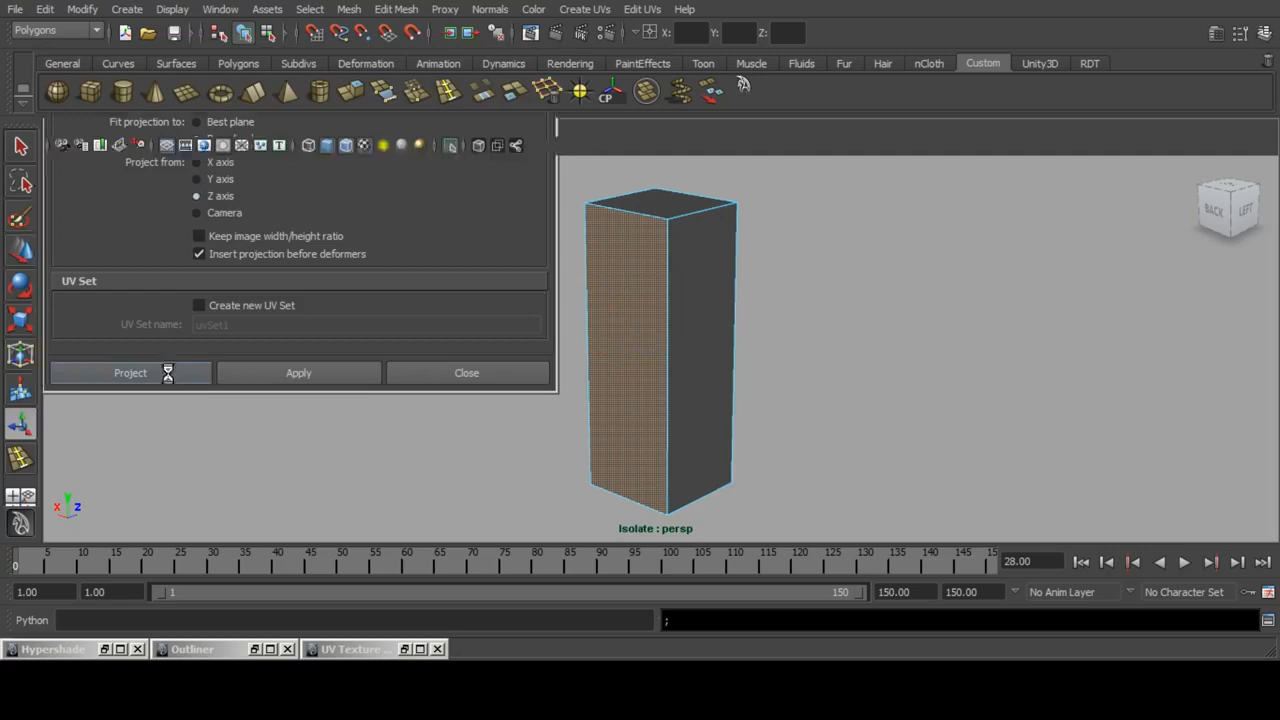 File Edit Modify Create Display Window Assets Select Mesh Edit Mesh Proxy Normals Color Create UVs Edit UVs Help
Polygons X: Y: Z:
General Curves Surfaces Polygons Subdivs Deformation Animation Dynamics Rendering PaintEffects Toon Muscle Fluids Fur Hair nCloth Custom Unity3D RDT
CP
Fit projection to: Best plane
Project from: X axis
Y axis
Z axis
Camera
Keep image width/height ratio
Insert projection before deformers
UV Set
Create new UV Set
UV Set name: uvSet1
Project Apply Close
BACK LEFT
Y
X Z
Isolate : persp
5 10 15 20 25 30 35 40 45 50 55 60 65 70 75 80 85 90 95 100 105 110 115 120 125 130 135 140 145 15
0 28.00
1.00 1.00 1 150 150.00 150.00 No Anim Layer No Character Set
Python ;
Hypershade Outliner UV Texture ...